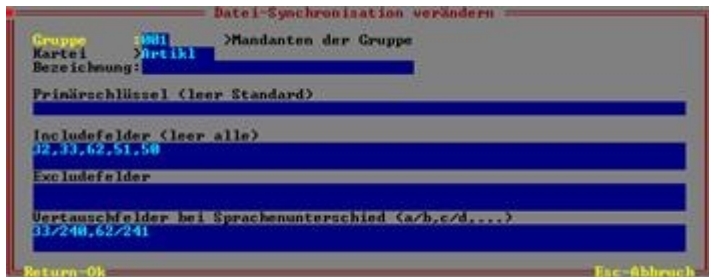 Datei-Synchronisation verändern
Gruppe :001 >Mandanten der Gruppe
Kartei >Artikl
Bezeichnung:
Primärschlüssel (leer Standard)
Includefelder (leer alle)
32,33,62,51,50
Excludefelder
Vertauschfelder bei Sprachenunterschied (a/b,c/d,....)
33/240,62/241
Return-Ok Esc-Abbruch